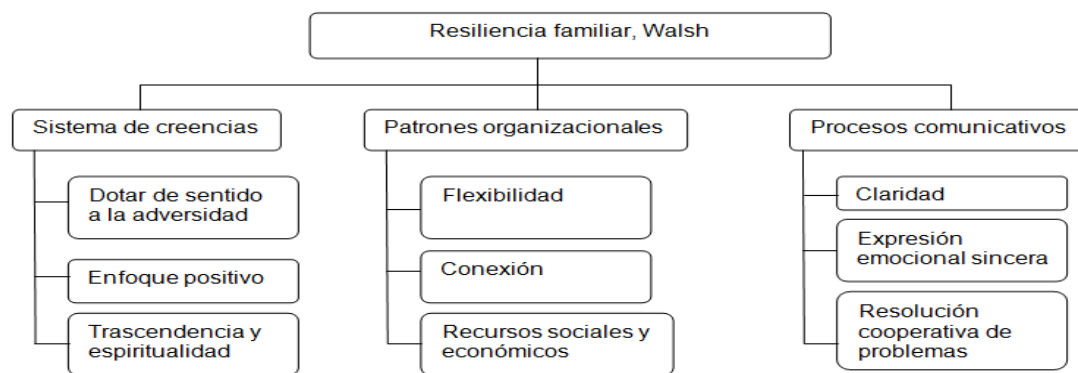 Resiliencia familiar, Walsh
Sistema de creencias
Dotar de sentido
a la adversidad
Enfoque positivo
Trascendencia y
espiritualidad
Patrones organizacionales
Flexibilidad
Conexión
Recursos sociales y
económicos
Procesos comunicativos
Claridad
Expresión
emocional sincera
Resolución
cooperativa de
problemas